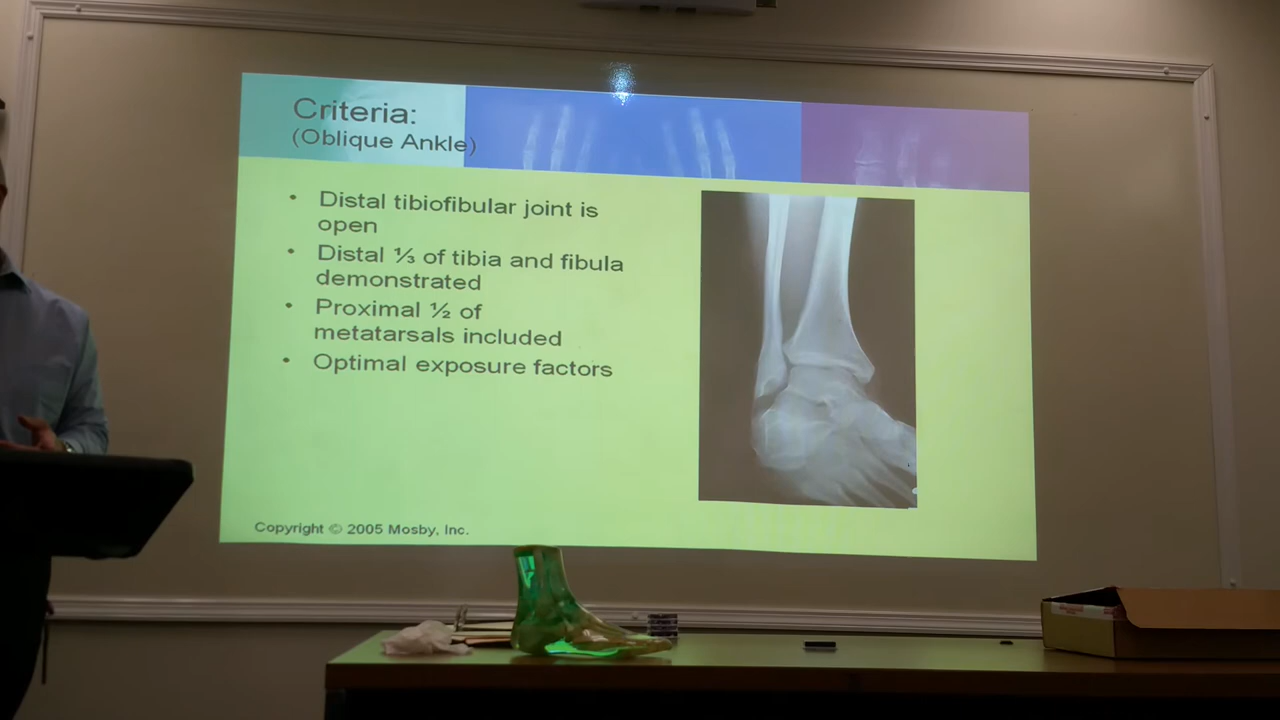 Criteria:
(Oblique Ankle)
• Distal tibiofibular joint is
open
• Distal ⅓ of tibia and fibula
demonstrated
• Proximal ½ of
metatarsals included
• Optimal exposure factors
Copyright © 2005 Mosby, Inc.